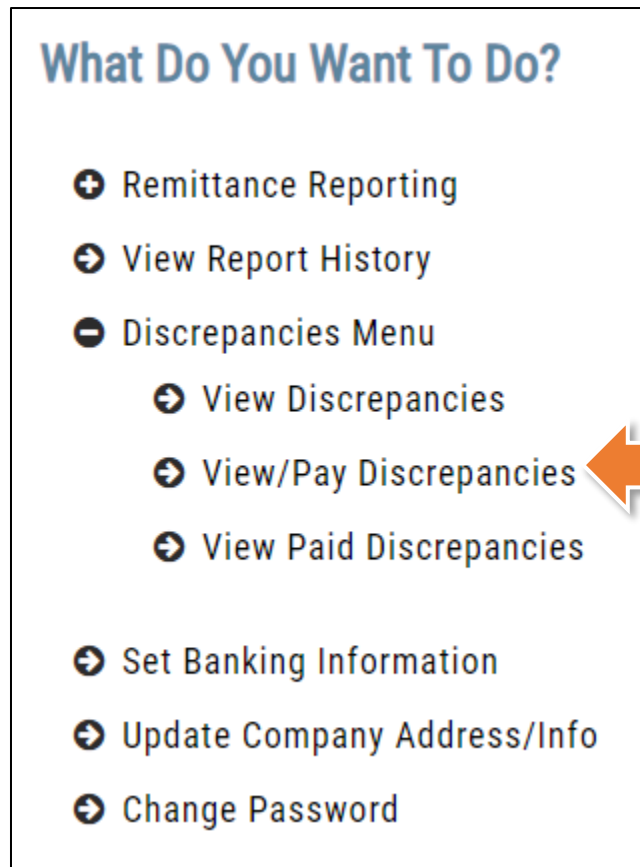 What Do You Want To Do?
Remittance Reporting
View Report History
Discrepancies Menu
View Discrepancies
View/Pay Discrepancies
View Paid Discrepancies
Set Banking Information
Update Company Address/Info
Change Password